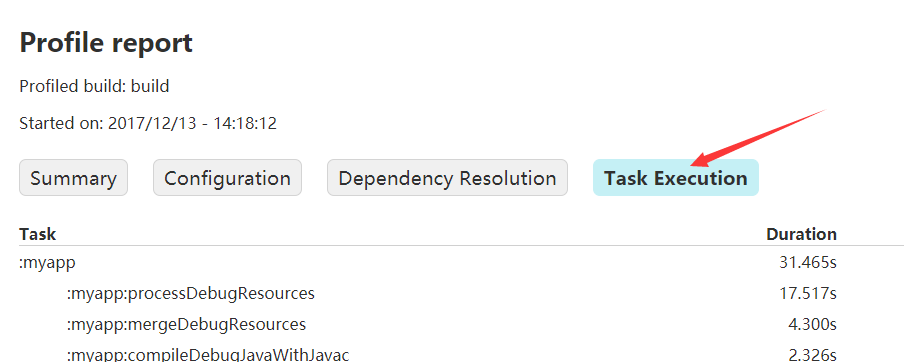 Profile report
Profiled build: build
Started on: 2017/12/13 - 14:18:12
Summary Configuration Dependency Resolution Task Execution
Task Duration
:myapp 31.465s
:myapp:processDebugResources 17.517s
:myapp:mergeDebugResources 4.300s
:myapp:compileDebugJavaWithJavac 2.326s